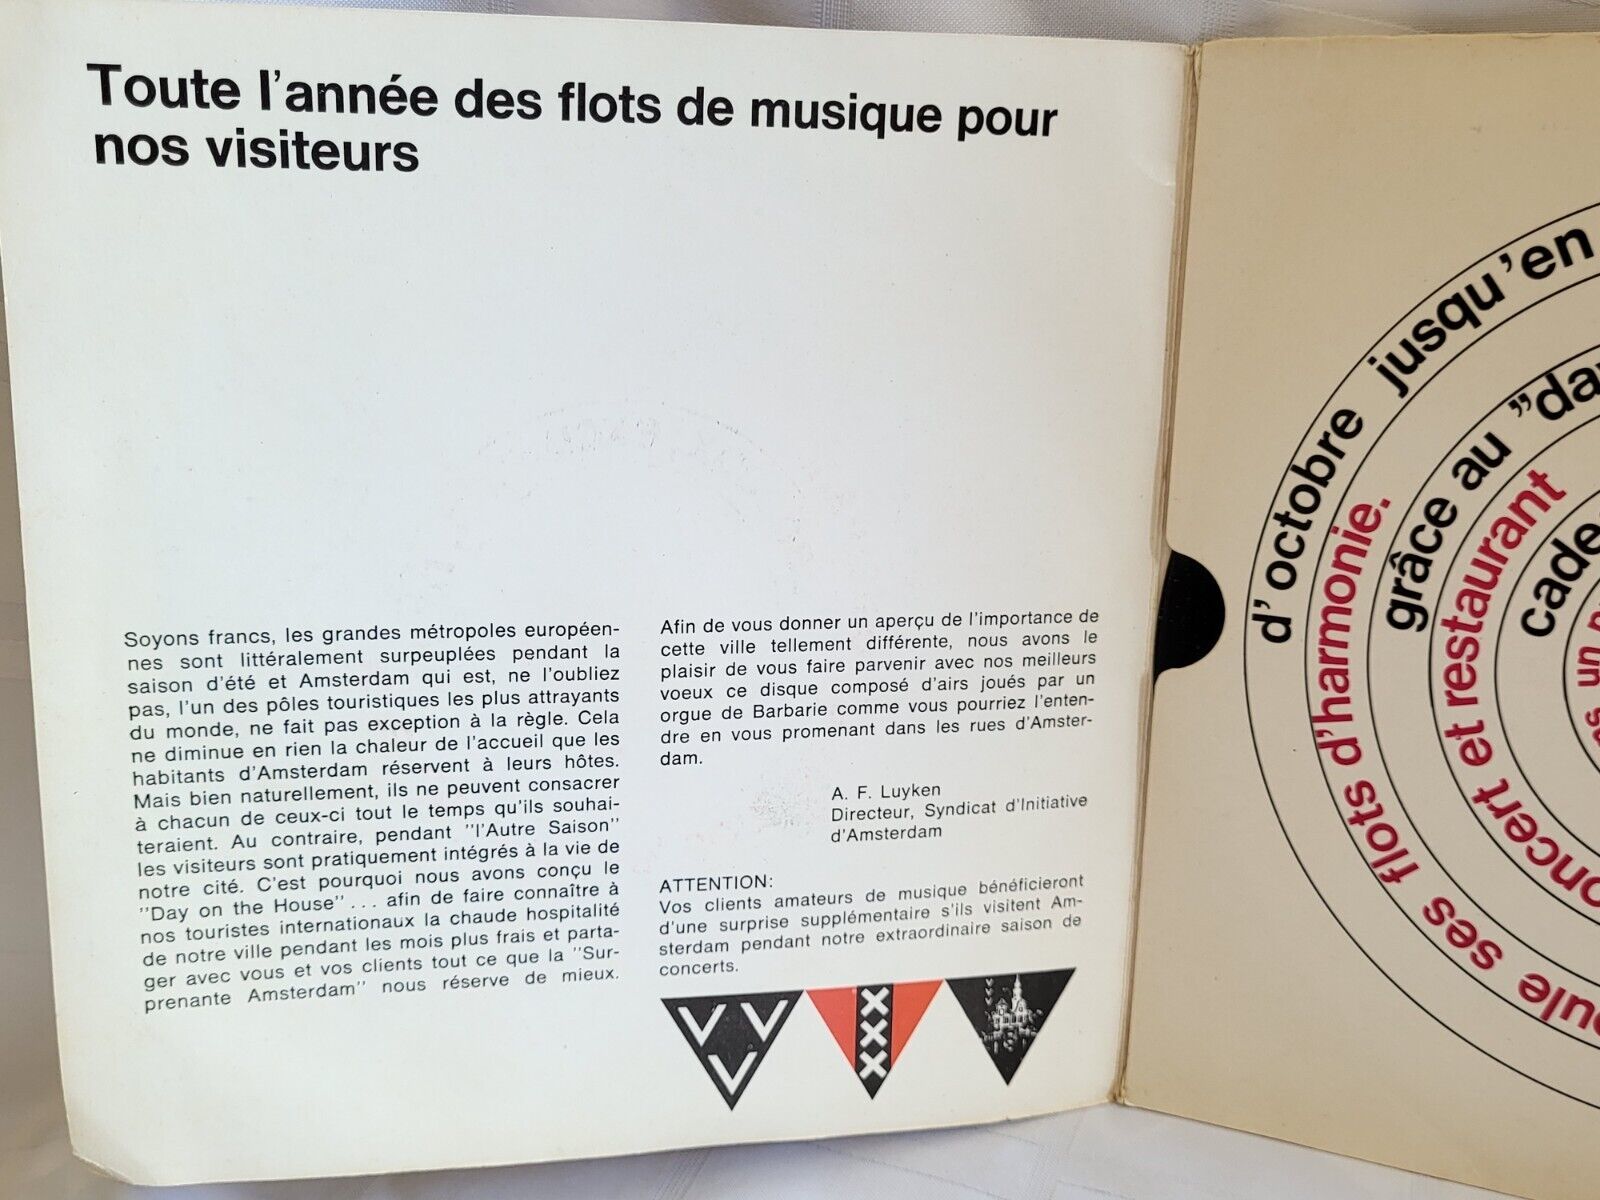 Toute l'année des flots de musique pour
nos visiteurs
Soyons francs, les grandes métropoles européen-
nes sont littéralement surpeuplées pendant la
saison d'été et Amsterdam qui est, ne l'oubliez
pas, l'un des pôles touristiques les plus attrayants
du monde, ne fait pas exception à la règle. Cela
ne diminue en rien la chaleur de l'accueil que les
habitants d'Amsterdam réservent à leurs hôtes.
Mais bien naturellement, ils ne peuvent consacrer
à chacun de ceux-ci tout le temps qu'ils souhai-
teraient. Au contraire, pendant "l'Autre Saison"
les visiteurs sont pratiquement intégrés à la vie de
notre cité. C'est pourquoi nous avons conçu le
"Day on the House"... afin de faire connaître à
nos touristes internationaux la chaude hospitalité
de notre ville pendant les mois plus frais et parta-
ger avec vous et vos clients tout ce que la "Sur-
prenante Amsterdam" nous réserve de mieux.
Afin de vous donner un aperçu de l'importance de
cette ville tellement différente, nous avons le
plaisir de vous faire parvenir avec nos meilleurs
voeux ce disque composé d'airs joués par un
orgue de Barbarie comme vous pourriez l'enten-
dre en vous promenant dans les rues d'Amster-
dam.
A. F. Luyken
Directeur, Syndicat d'Initiative
d'Amsterdam
ATTENTION:
Vos clients amateurs de musique bénéficieront
d'une surprise supplémentaire s'ils visitent Am-
sterdam pendant notre extraordinaire saison de
concerts.
V V
V
X
X
X
d'octobre jusqu'en
ses flots d'harmonie.
grâce au "da
concert et restaurant
cade
un